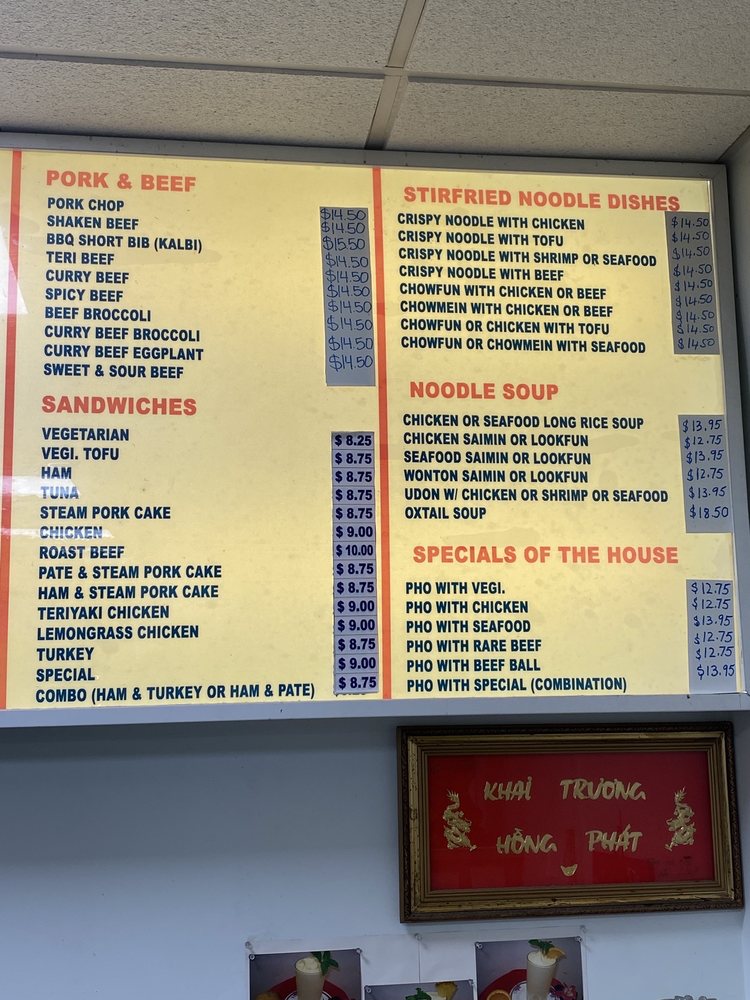 PORK & BEEF
PORK CHOP $14.50
SHAKEN BEEF $14.50
BBQ SHORT BIB (KALBI) $15.50
TERI BEEF $14.50
CURRY BEEF $14.50
SPICY BEEF $14.50
BEEF BROCCOLI $14.50
CURRY BEEF BROCCOLI $14.50
CURRY BEEF EGGPLANT $14.50
SWEET & SOUR BEEF $14.50
SANDWICHES
VEGETARIAN $ 8.25
VEGI. TOFU $ 8.75
HAM $ 8.75
TUNA $ 8.75
STEAM PORK CAKE $ 8.75
CHICKEN $ 9.00
ROAST BEEF $ 10.00
PATE & STEAM PORK CAKE $ 8.75
HAM & STEAM PORK CAKE $ 8.75
TERIYAKI CHICKEN $ 9.00
LEMONGRASS CHICKEN $ 9.00
TURKEY $ 8.75
SPECIAL $ 9.00
COMBO (HAM & TURKEY OR HAM & PATE) $ 8.75
STIRFRIED NOODLE DISHES
CRISPY NOODLE WITH CHICKEN $14.50
CRISPY NOODLE WITH TOFU $14.50
CRISPY NOODLE WITH SHRIMP OR SEAFOOD $14.50
CRISPY NOODLE WITH BEEF $14.50
CHOWFUN WITH CHICKEN OR BEEF $14.50
CHOWMEIN WITH CHICKEN OR BEEF $14.50
CHOWFUN OR CHICKEN WITH TOFU $14.50
CHOWFUN OR CHOWMEIN WITH SEAFOOD $14.50
NOODLE SOUP
CHICKEN OR SEAFOOD LONG RICE SOUP $13.95
CHICKEN SAIMIN OR LOOKFUN $12.75
SEAFOOD SAIMIN OR LOOKFUN $13.95
WONTON SAIMIN OR LOOKFUN $12.75
UDON W/ CHICKEN OR SHRIMP OR SEAFOOD $13.95
OXTAIL SOUP $18.50
SPECIALS OF THE HOUSE
PHO WITH VEGI. $12.75
PHO WITH CHICKEN $12.75
PHO WITH SEAFOOD $13.95
PHO WITH RARE BEEF $12.75
PHO WITH BEEF BALL $12.75
PHO WITH SPECIAL (COMBINATION) $13.95
KHAI TRƯƠNG
HỒNG PHÁT